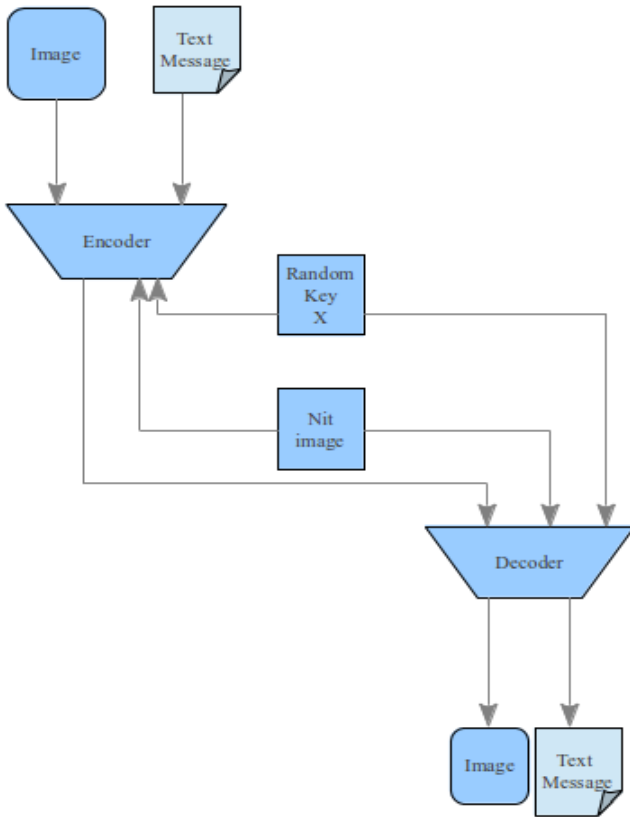 Image
Text
Message
Encoder
Random
Key
X
Nit
image
Decoder
Image
Text
Message